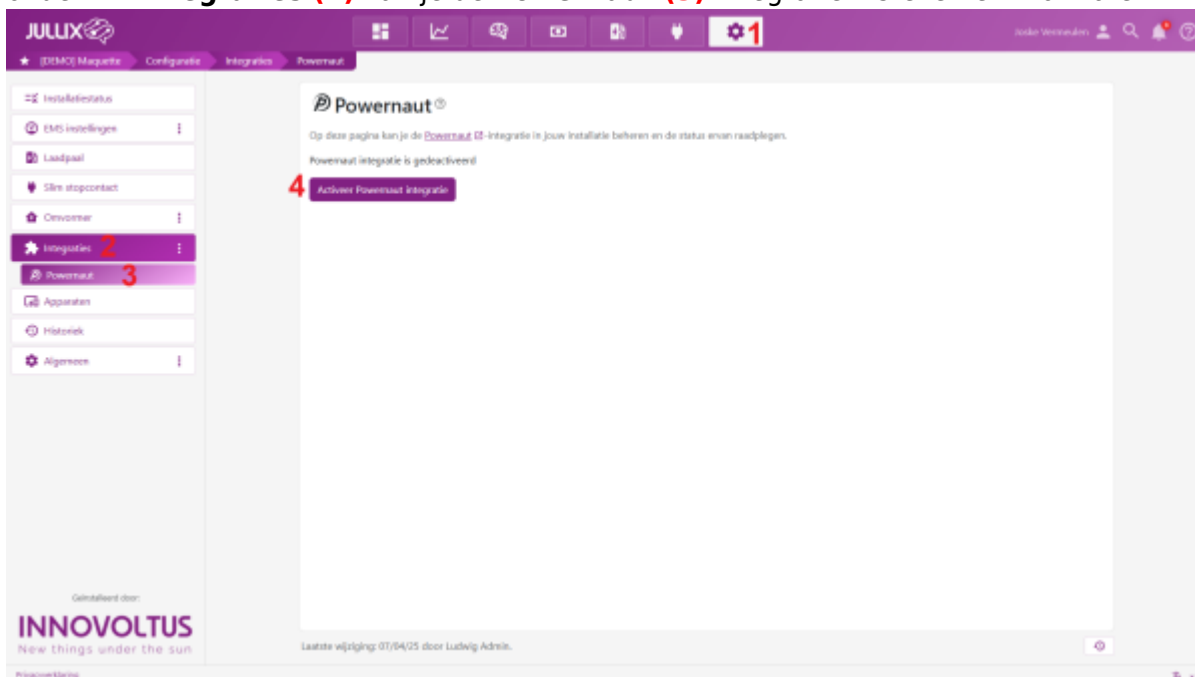 JULLUX
1
Joske Vermeulen
[DEMO] Maquette
Configuratie
Integraties
Powernaut
Installatiestatus
EMS instellingen
Laadpaal
Slim stopcontact
Omvormer
Integraties 2
Powernaut 3
Apparaten
Historiek
Algemeen
Powernaut
Op deze pagina kan je de Powernaut-integratie in jouw installatie beheren en de status ervan raadplegen.
Powernaut integratie is gedeactiveerd
4 Activeer Powernaut integratie
Geïnstalleerd door:
INNOVOLTUS
New things under the sun
Laatste wijziging: 07/04/25 door Ludwig Admin.
Privacyverklaring